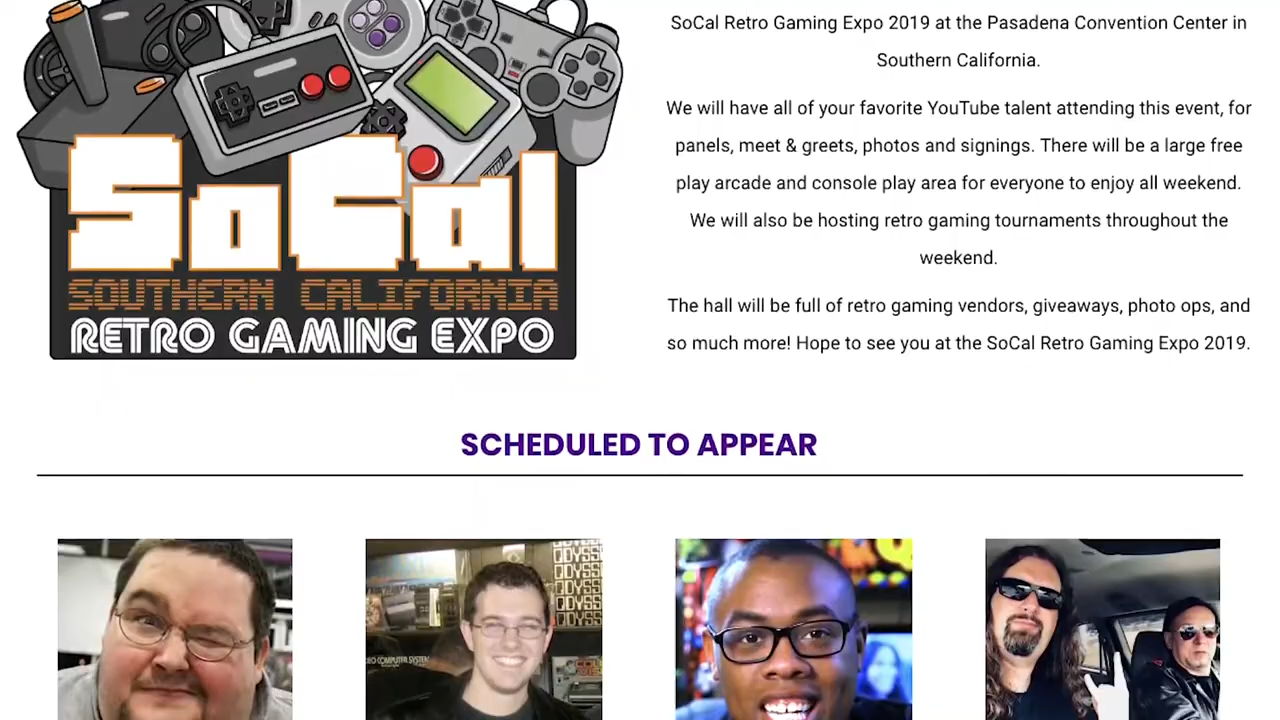 SoCal
SOUTHERN CALIFORNIA
RETRO GAMING EXPO
SoCal Retro Gaming Expo 2019 at the Pasadena Convention Center in
Southern California.
We will have all of your favorite YouTube talent attending this event, for
panels, meet & greets, photos and signings. There will be a large free
play arcade and console play area for everyone to enjoy all weekend.
We will also be hosting retro gaming tournaments throughout the
weekend.
The hall will be full of retro gaming vendors, giveaways, photo ops, and
so much more! Hope to see you at the SoCal Retro Gaming Expo 2019.
SCHEDULED TO APPEAR